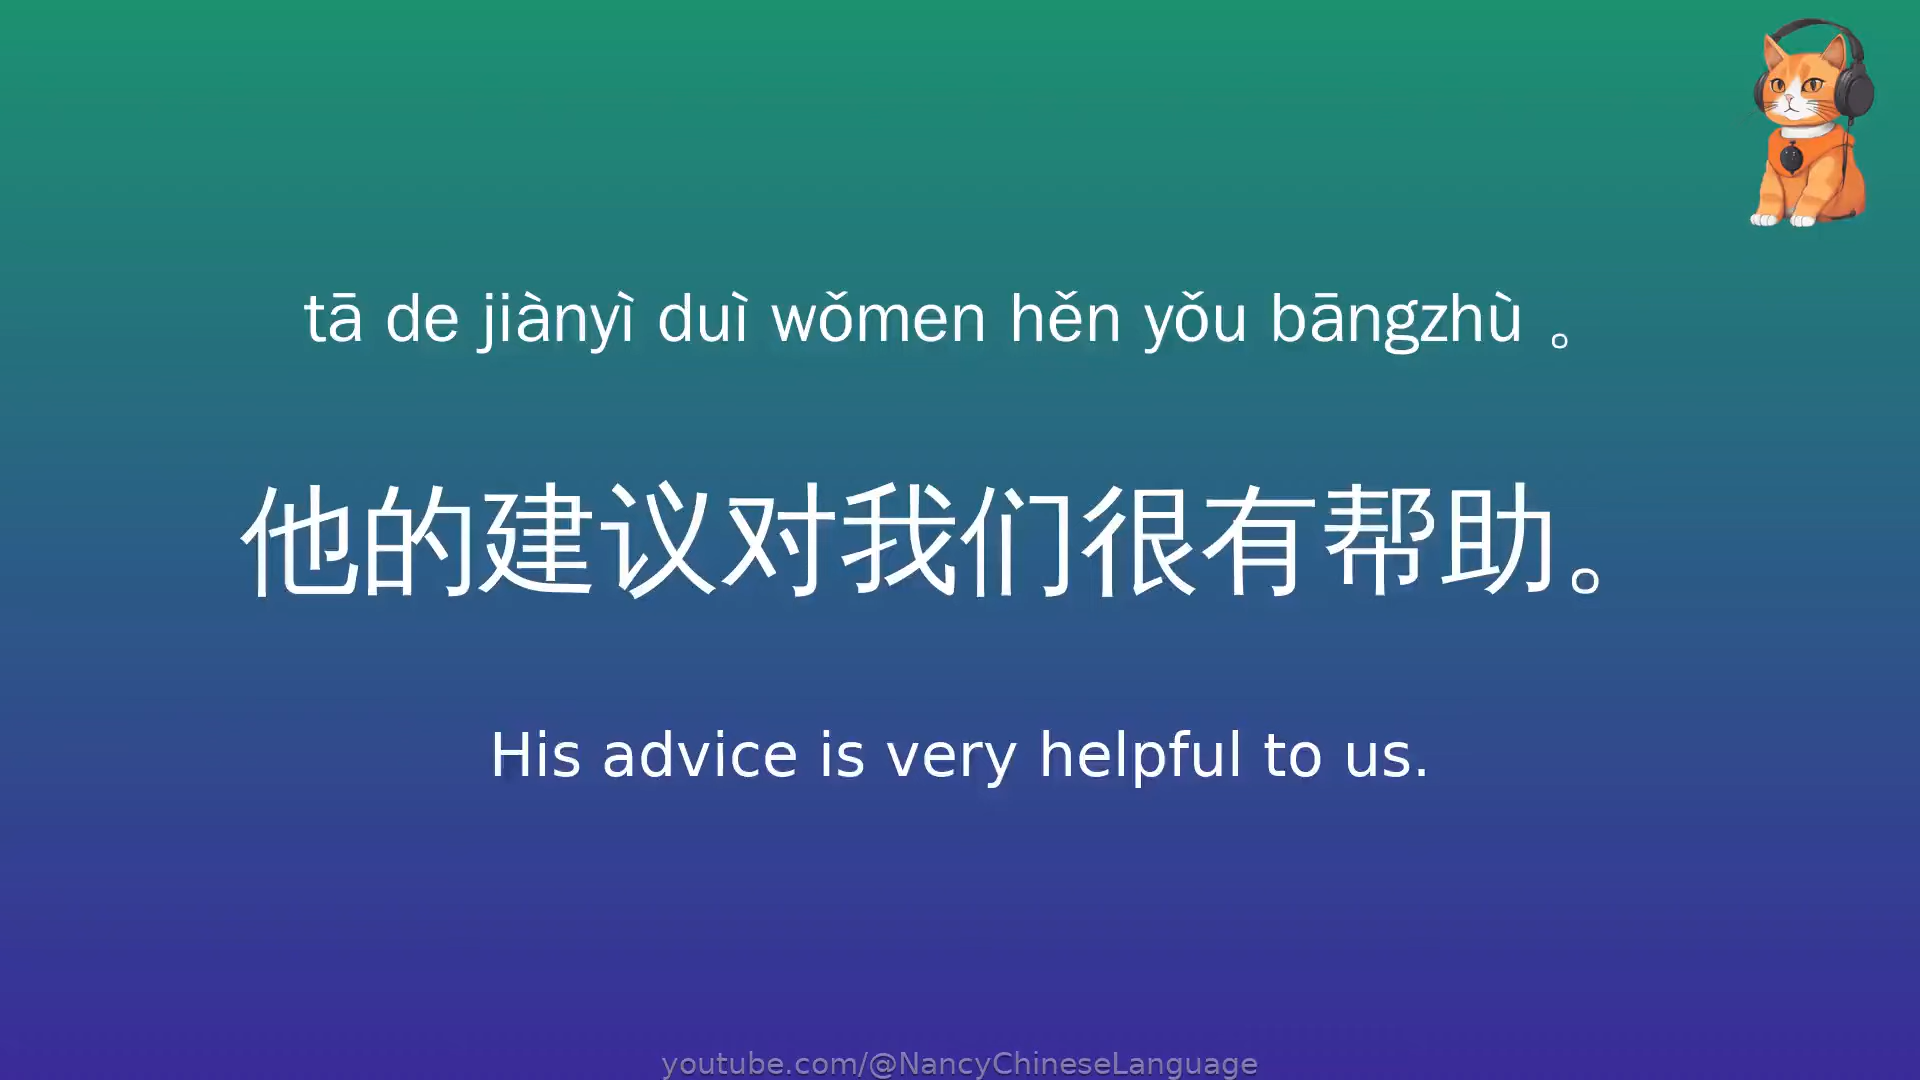 tā de jiànyì duì wǒmen hěn yǒu bāngzhù 。
他的建议对我们很有帮助。
His advice is very helpful to us.
youtube.com/@NancyChineseLanguage